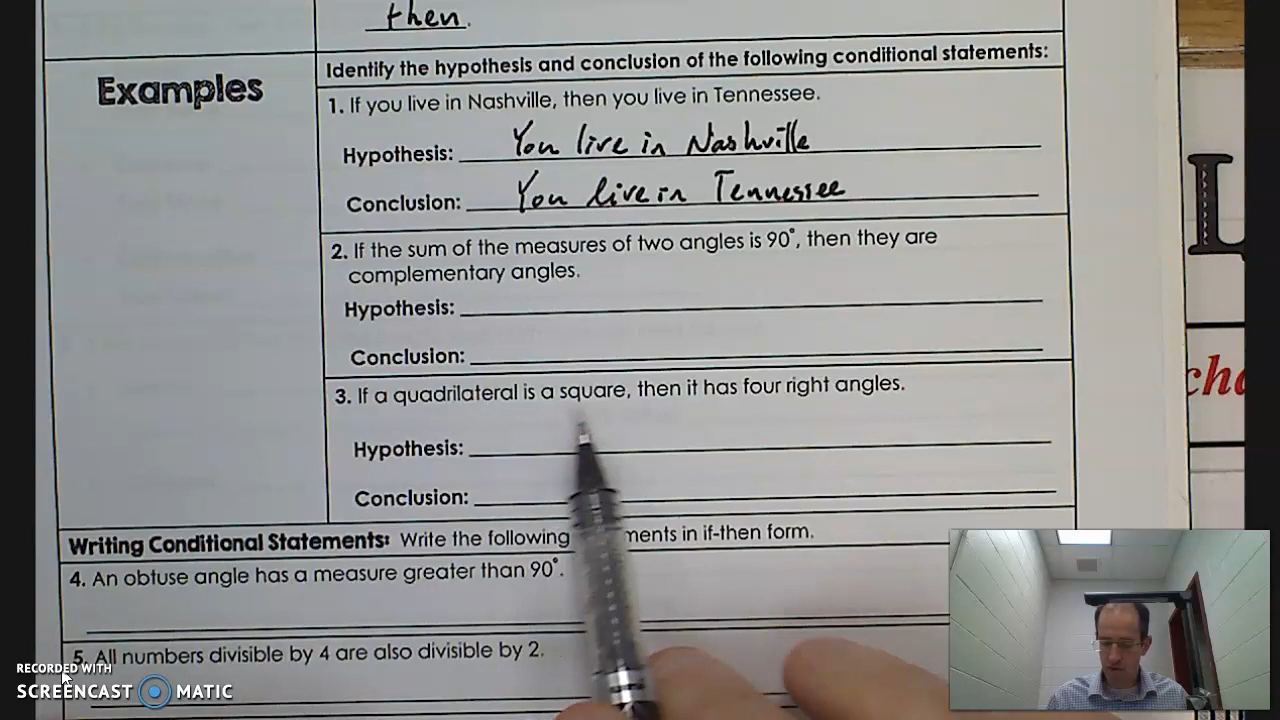 then.
Examples
Identify the hypothesis and conclusion of the following conditional statements:
1. If you live in Nashville, then you live in Tennessee.
Hypothesis: You live in Nashville
Conclusion: You live in Tennessee
2. If the sum of the measures of two angles is 90°, then they are
complementary angles.
Hypothesis:
Conclusion:
3. If a quadrilateral is a square, then it has four right angles.
Hypothesis:
Conclusion:
Writing Conditional Statements: Write the following ments in if-then form.
4. An obtuse angle has a measure greater than 90°.
5. All numbers divisible by 4 are also divisible by 2.
RECORDED WITH
SCREENCAST MATIC